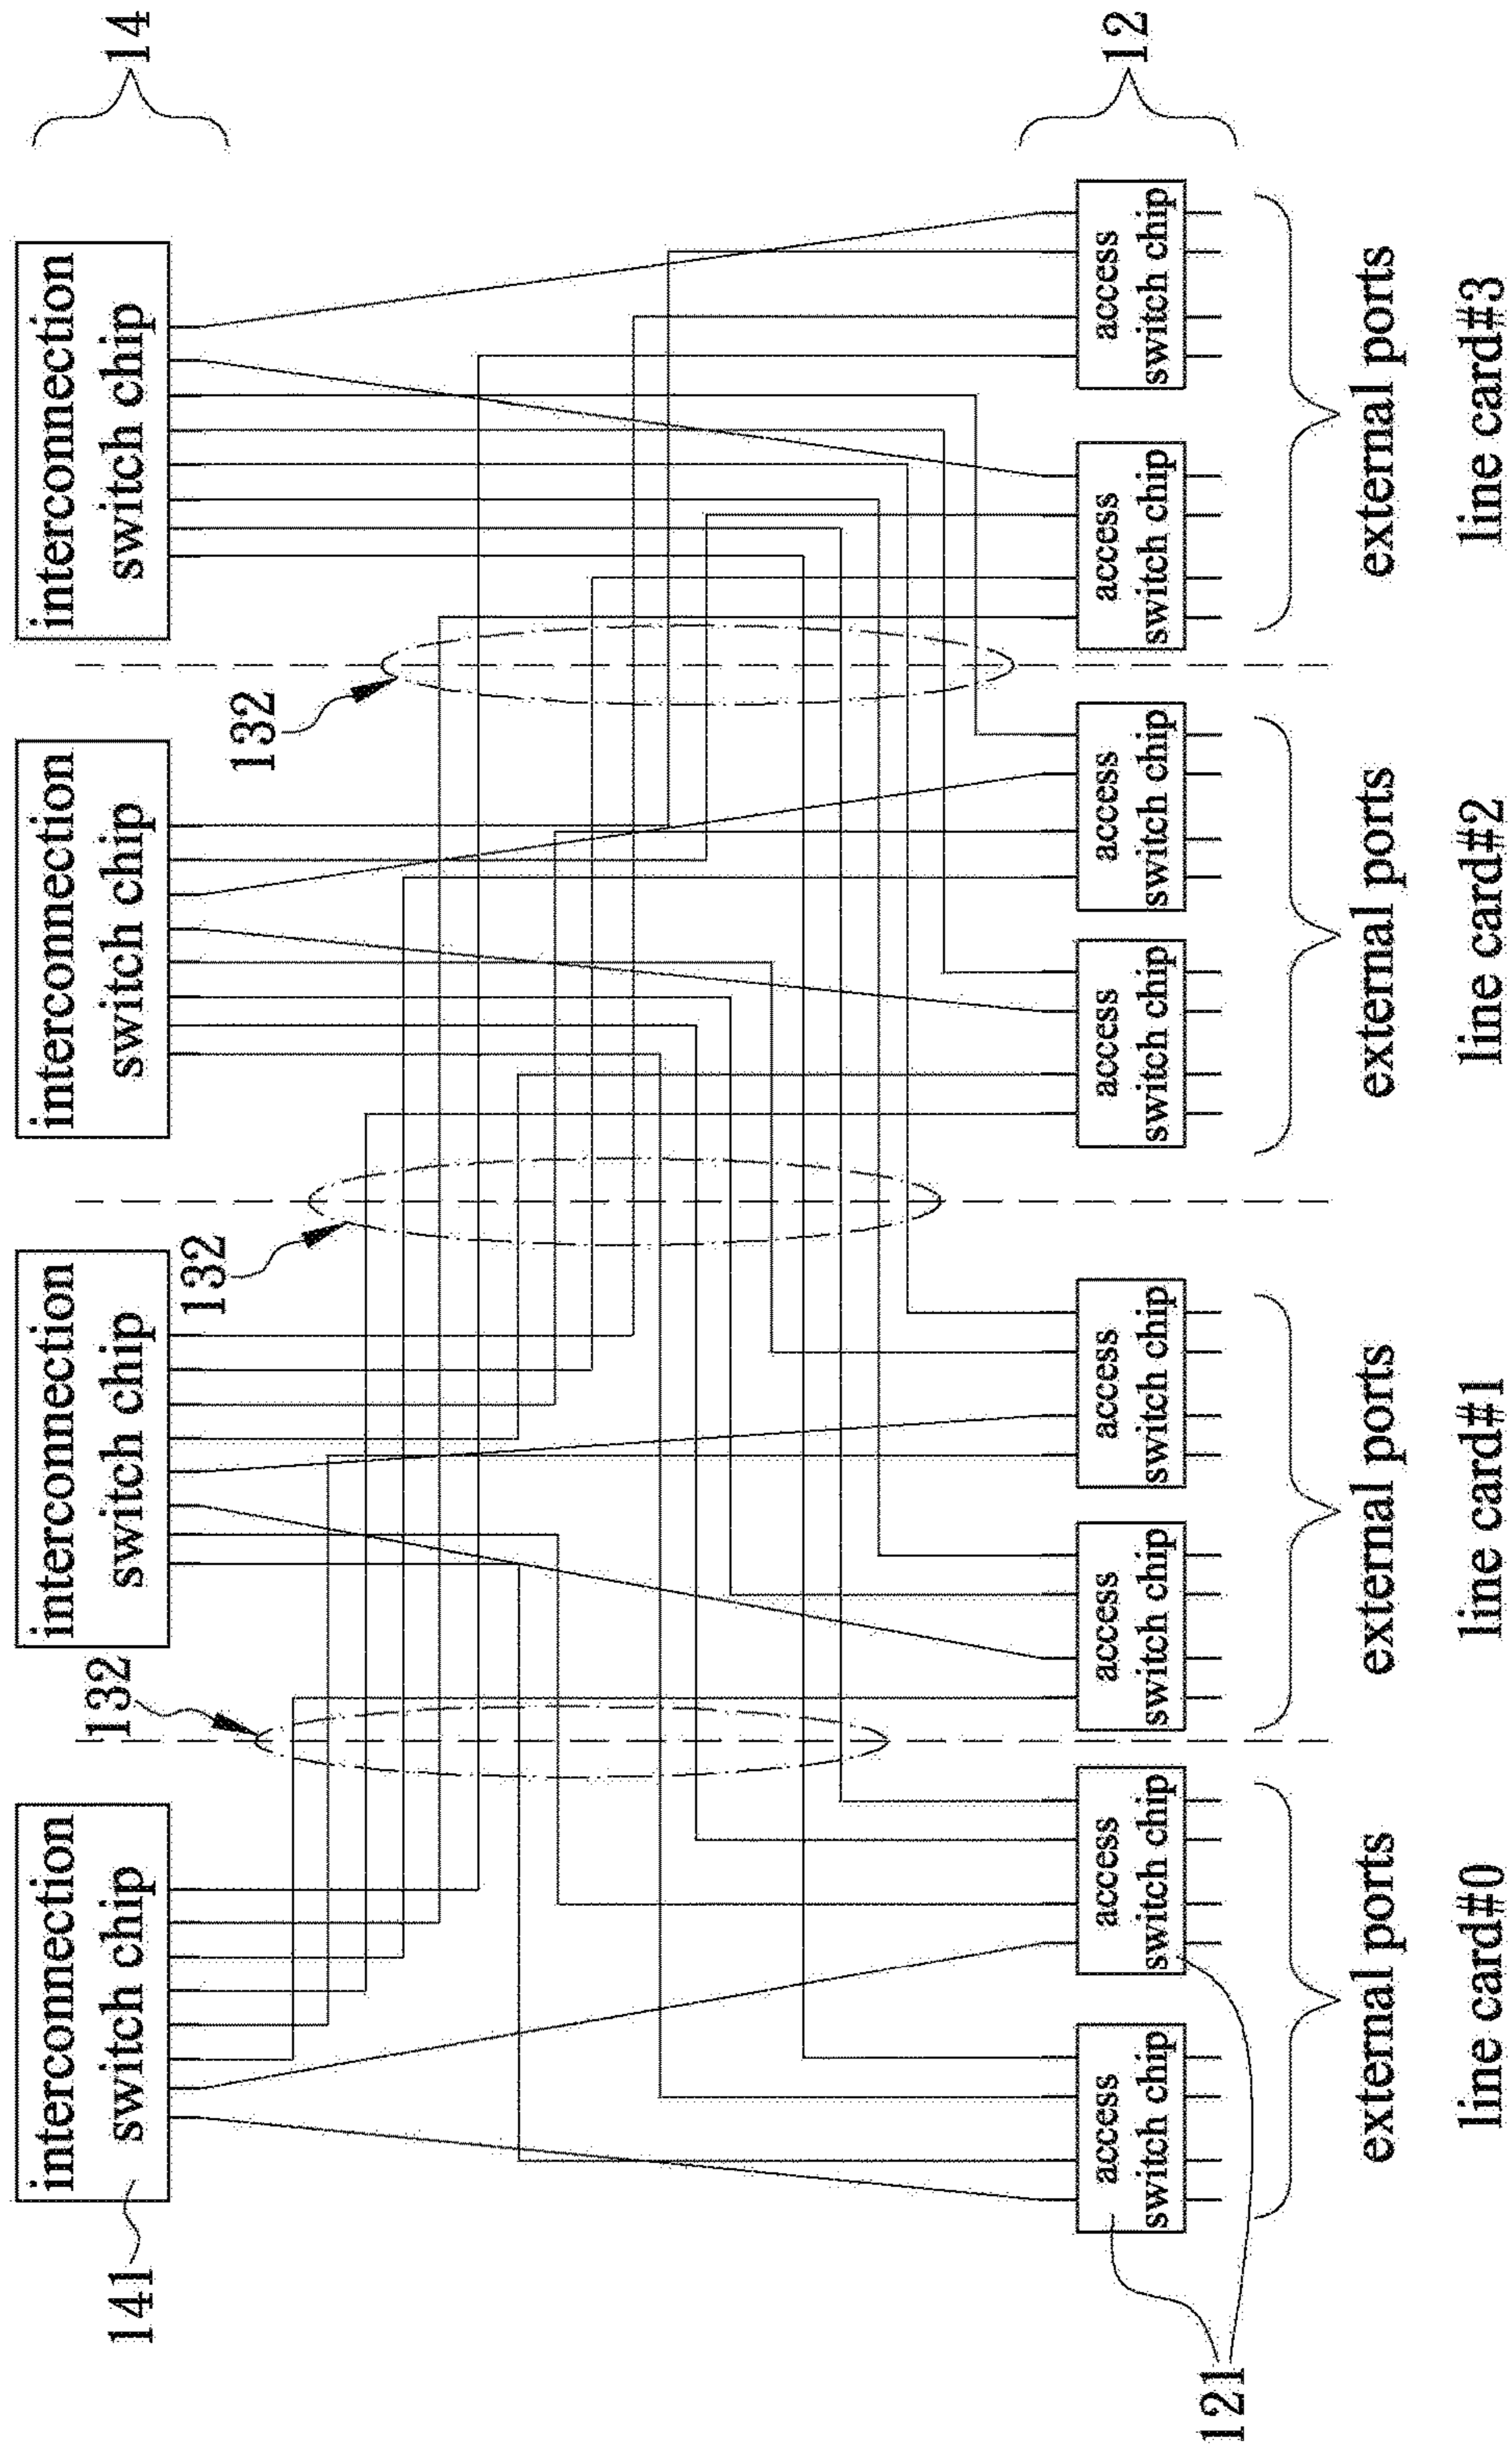 14
interconnection
switch chip
interconnection
switch chip
interconnection
switch chip
interconnection
switch chip
141
132
132
132
12
access
switch chip
access
switch chip
access
switch chip
access
switch chip
access
switch chip
access
switch chip
access
switch chip
access
switch chip
121
external ports
external ports
external ports
external ports
line card#0
line card#1
line card#2
line card#3